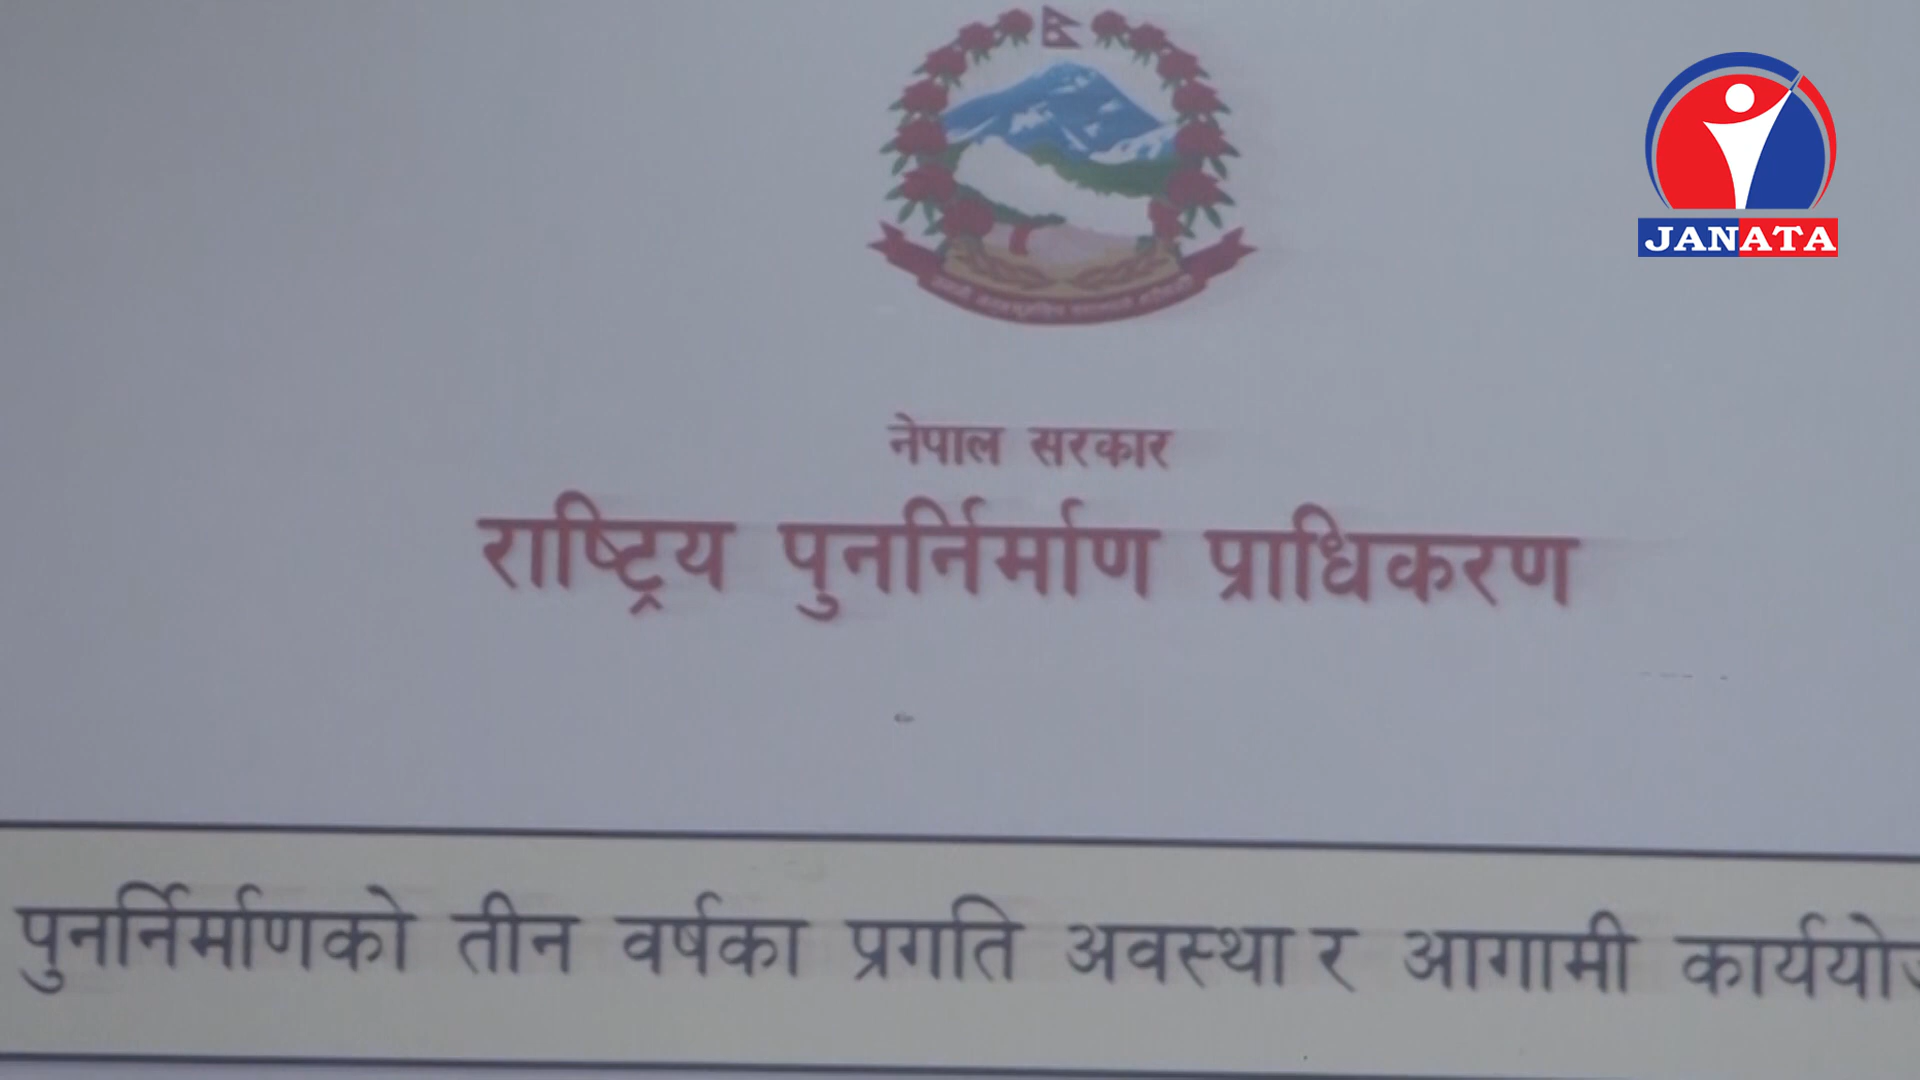 JANATA
नेपाल सरकार
राष्ट्रिय पुनर्निर्माण प्राधिकरण
पुनर्निर्माणको तीन वर्षका प्रगति अवस्था र आगामी